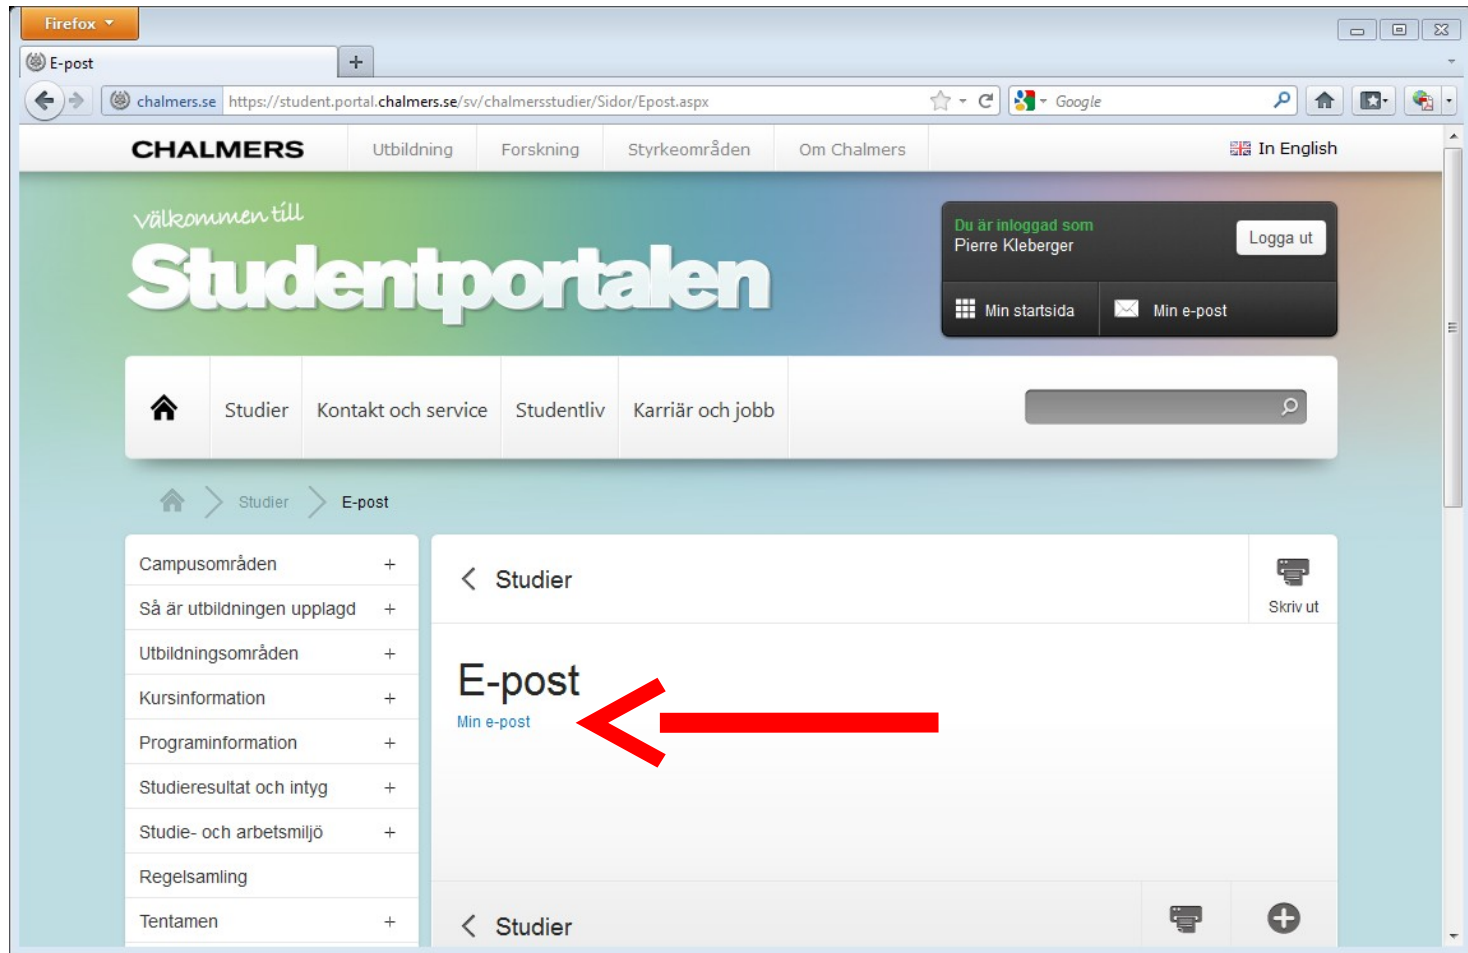 Firefox
E-post
chalmers.se https://student.portal.chalmers.se/sv/chalmersstudier/Sidor/Epost.aspx Google
CHALMERS Utbildning Forskning Styrkeområden Om Chalmers In English
välkommen till
Studentportalen
Du är inloggad som
Pierre Kleberger
Logga ut
Min startsida Min e-post
Studier Kontakt och service Studentliv Karriär och jobb
Studier E-post
Campusområden +
Så är utbildningen upplagd +
Utbildningsområden +
Kursinformation +
Programinformation +
Studieresultat och intyg +
Studie- och arbetsmiljö +
Regelsamling
Tentamen +
Studier
Skriv ut
E-post
Min e-post
Studier